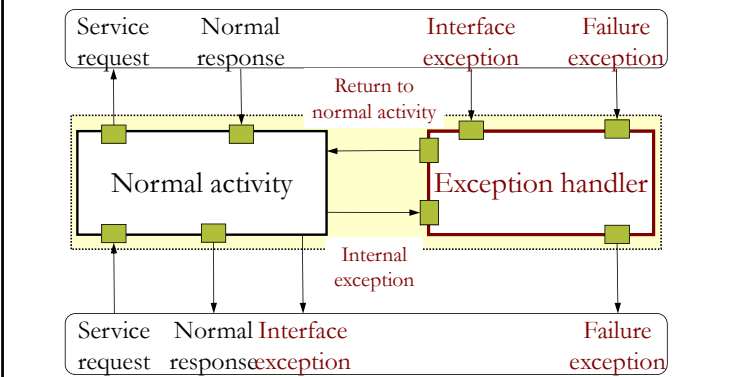 Service Normal Interface Failure
request response exception exception
Return to
normal activity
Normal activity Exception handler
Internal
exception
Service Normal Interface Failure
request response exception exception